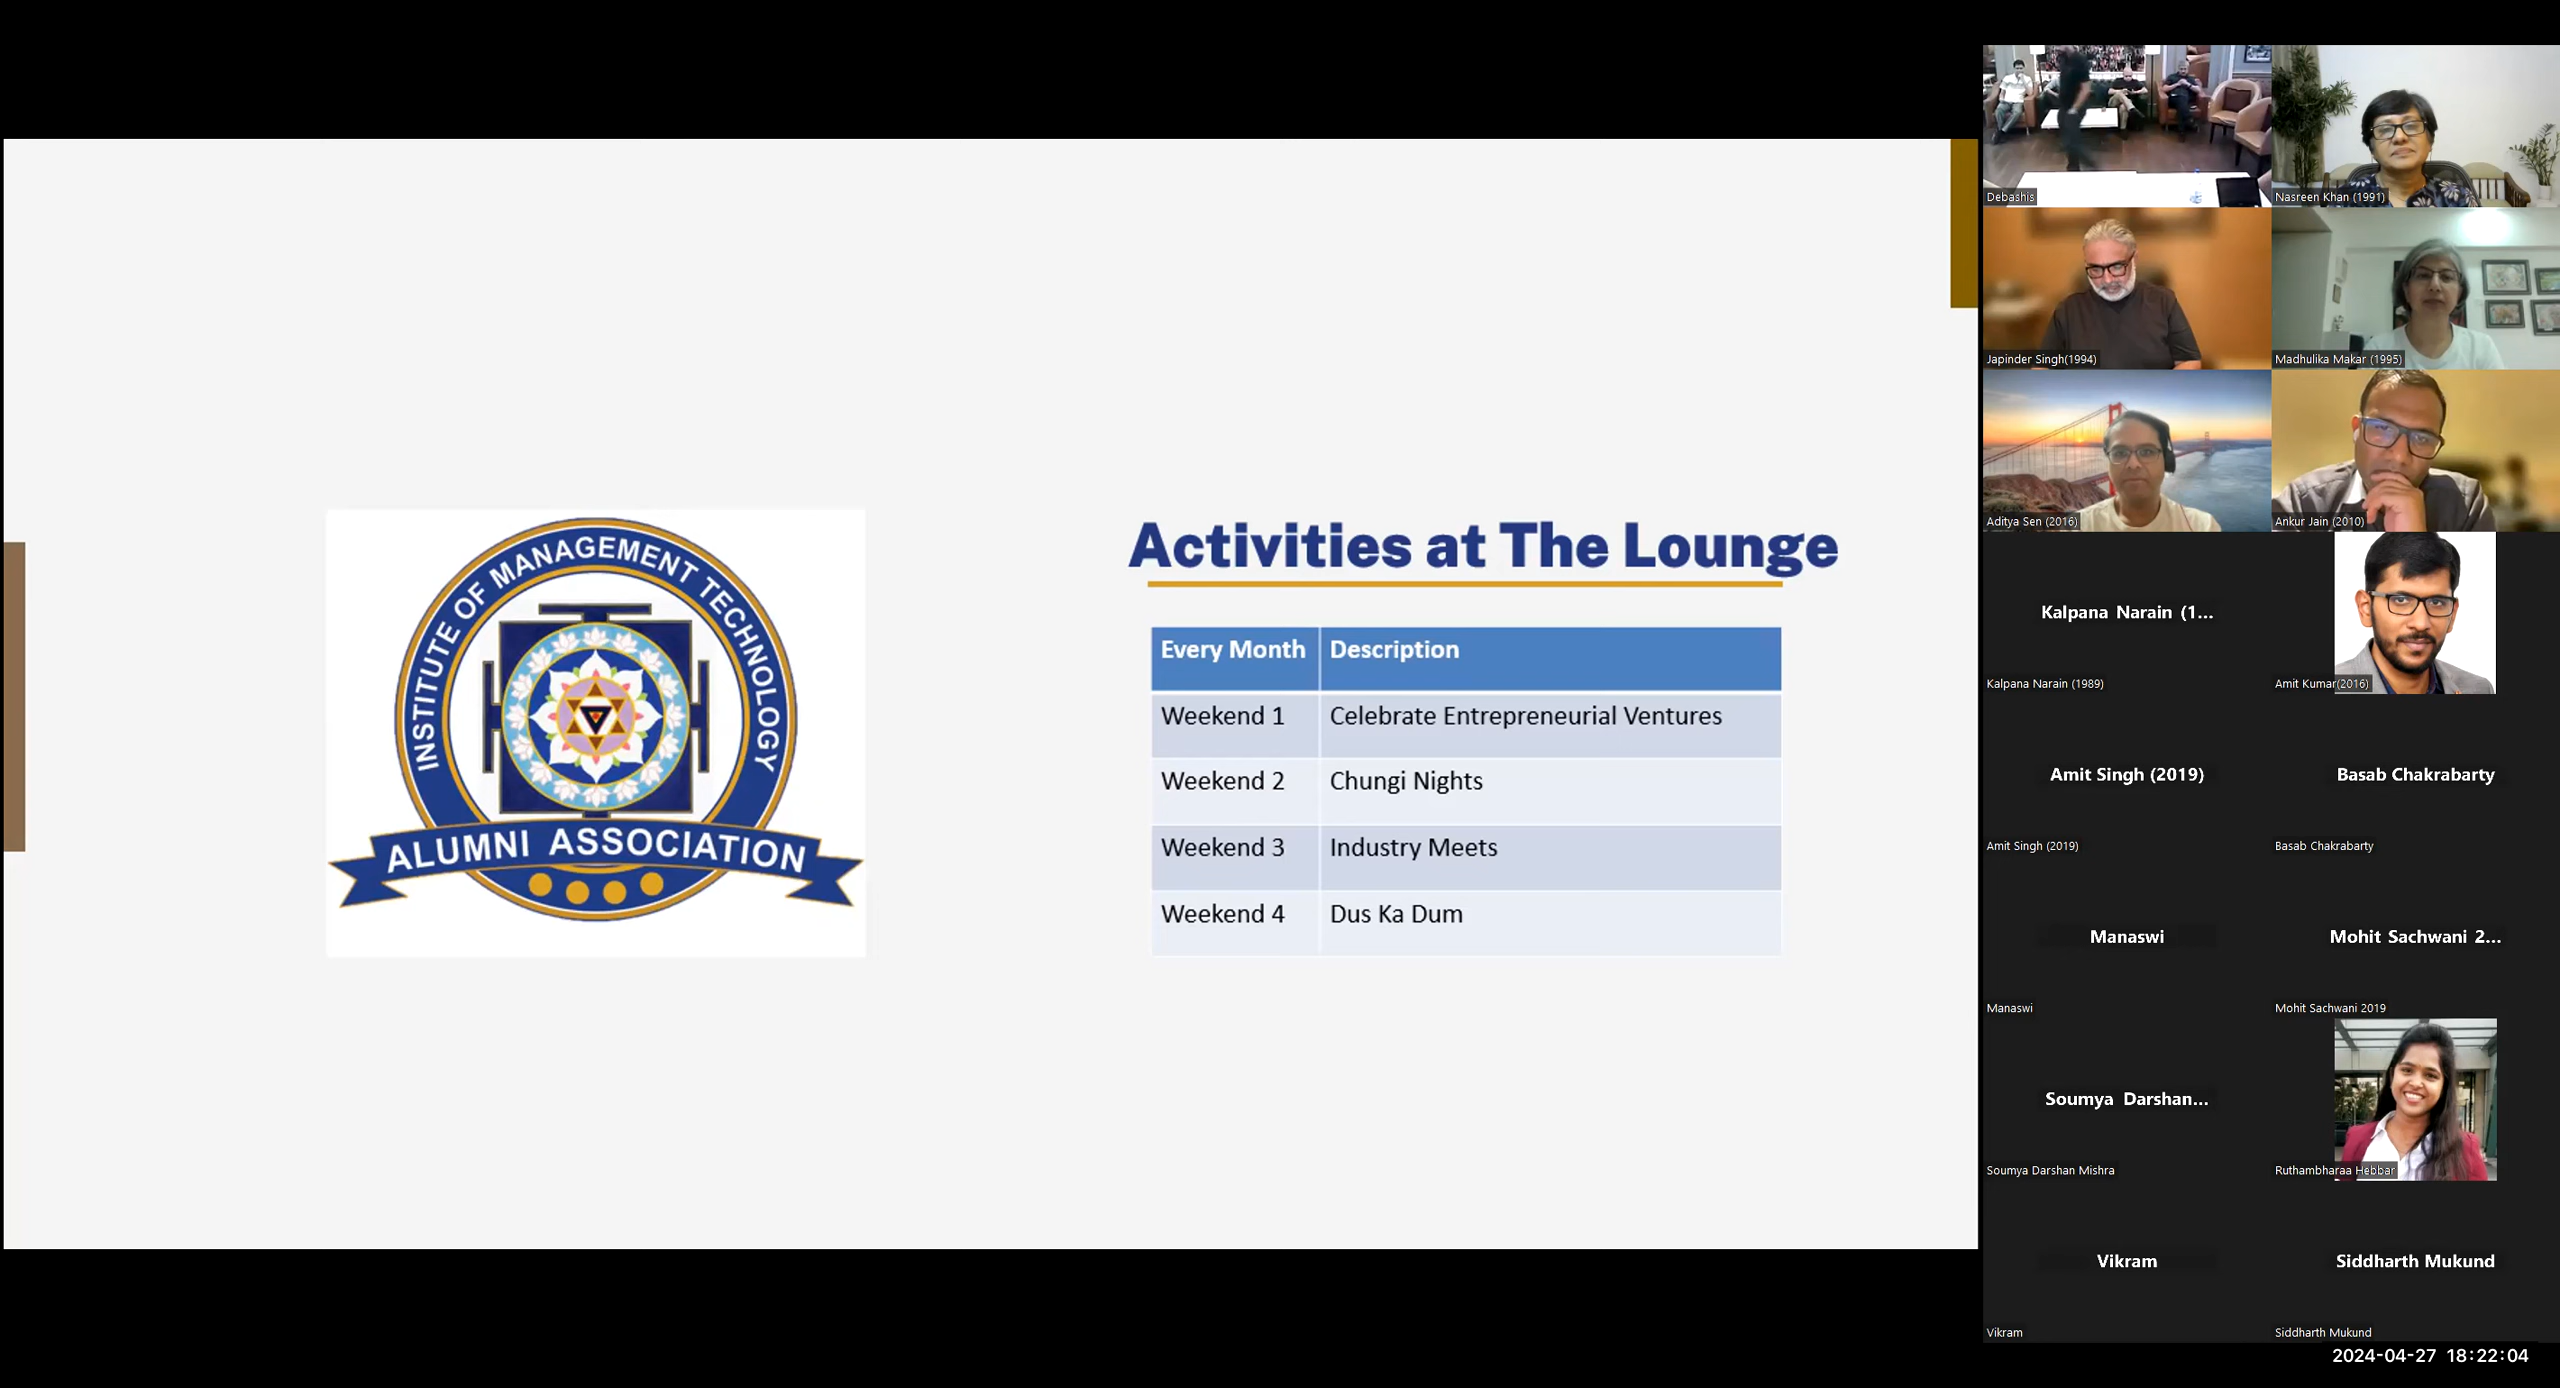 INSTITUTE OF MANAGEMENT TECHNOLOGY
ALUMNI ASSOCIATION
Activities at The Lounge
Every Month Description
Weekend 1 Celebrate Entrepreneurial Ventures
Weekend 2 Chungi Nights
Weekend 3 Industry Meets
Weekend 4 Dus Ka Dum
Debashis
Nasreen Khan (1991)
Japinder Singh(1994)
Madhulika Makar (1995)
Aditya Sen (2016)
Ankur Jain (2010)
Kalpana Narain (1...
Kalpana Narain (1989)
Amit Kumar(2016)
Amit Singh (2019)
Basab Chakrabarty
Amit Singh (2019)
Basab Chakrabarty
Manaswi
Mohit Sachwani 2...
Manaswi
Mohit Sachwani 2019
Soumya Darshan...
Soumya Darshan Mishra
Ruthambharaa Hebbar
Vikram
Siddharth Mukund
Vikram
Siddharth Mukund
2024-04-27 18:22:04